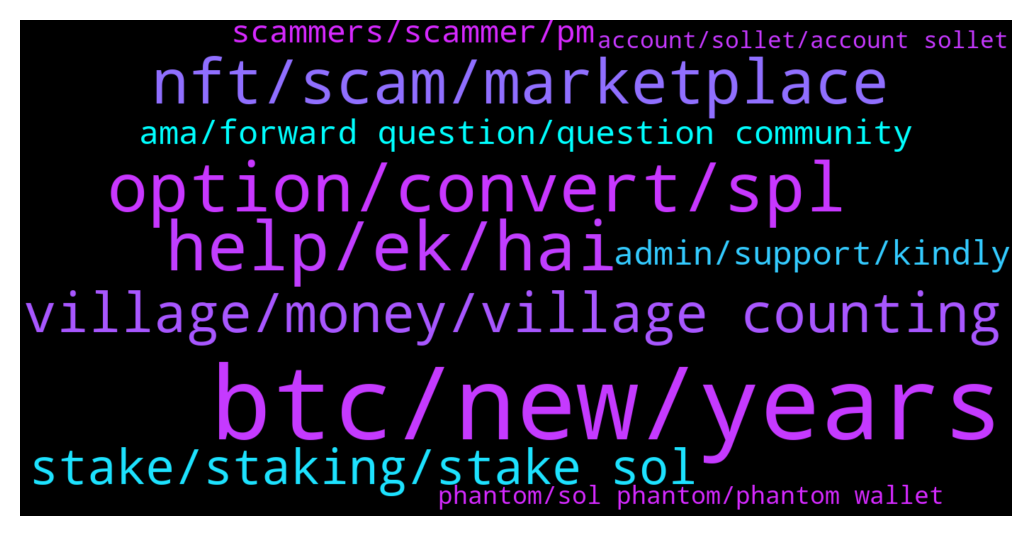 scammers/scammer/pm
account/sollet/account sollet
nft/scam/marketplace
ama/forward question/question community
option/convert/spl
help/ek/hai
admin/support/kindly
village/money/village counting
btc/new/years
stake/staking/stake sol
phantom/sol phantom/phantom wallet